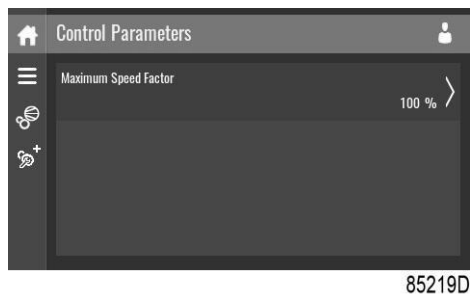 Control Parameters
Maximum Speed Factor
100 %
85219D